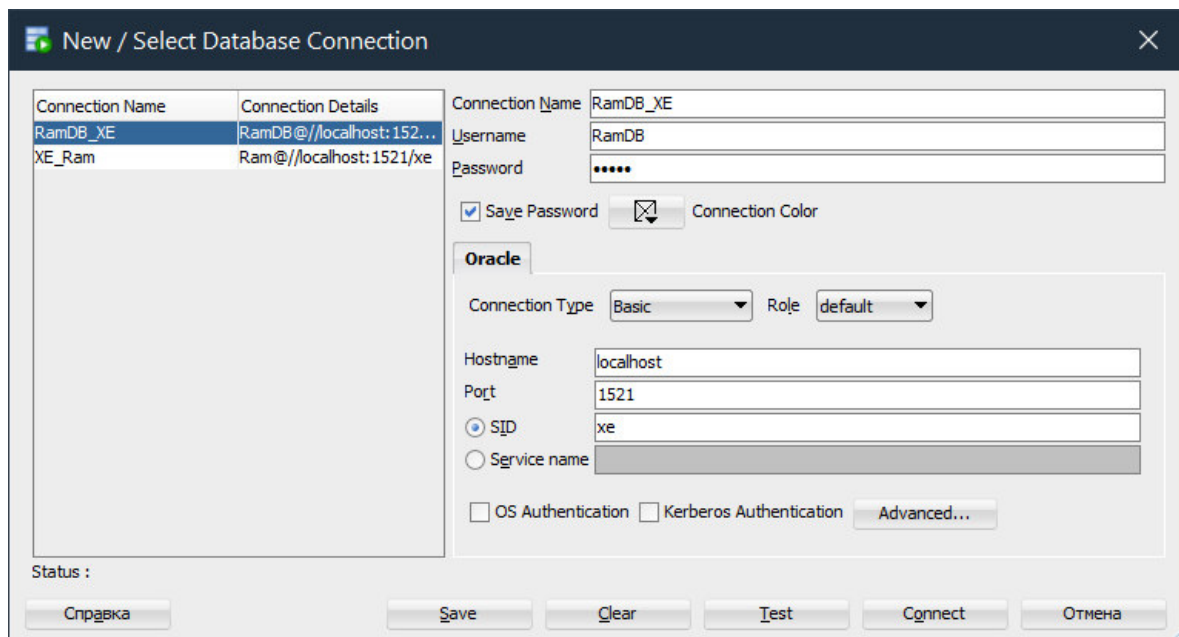 New / Select Database Connection
Connection Name Connection Details
RamDB_XE RamDB@//localhost:152...
XE_Ram Ram@//localhost:1521/xe
Connection Name RamDB_XE
Username RamDB
Password •••••
Save Password Connection Color
Oracle
Connection Type Basic Role default
Hostname localhost
Port 1521
SID xe
Service name
OS Authentication Kerberos Authentication Advanced...
Status :
Справка Save Clear Test Connect Отмена